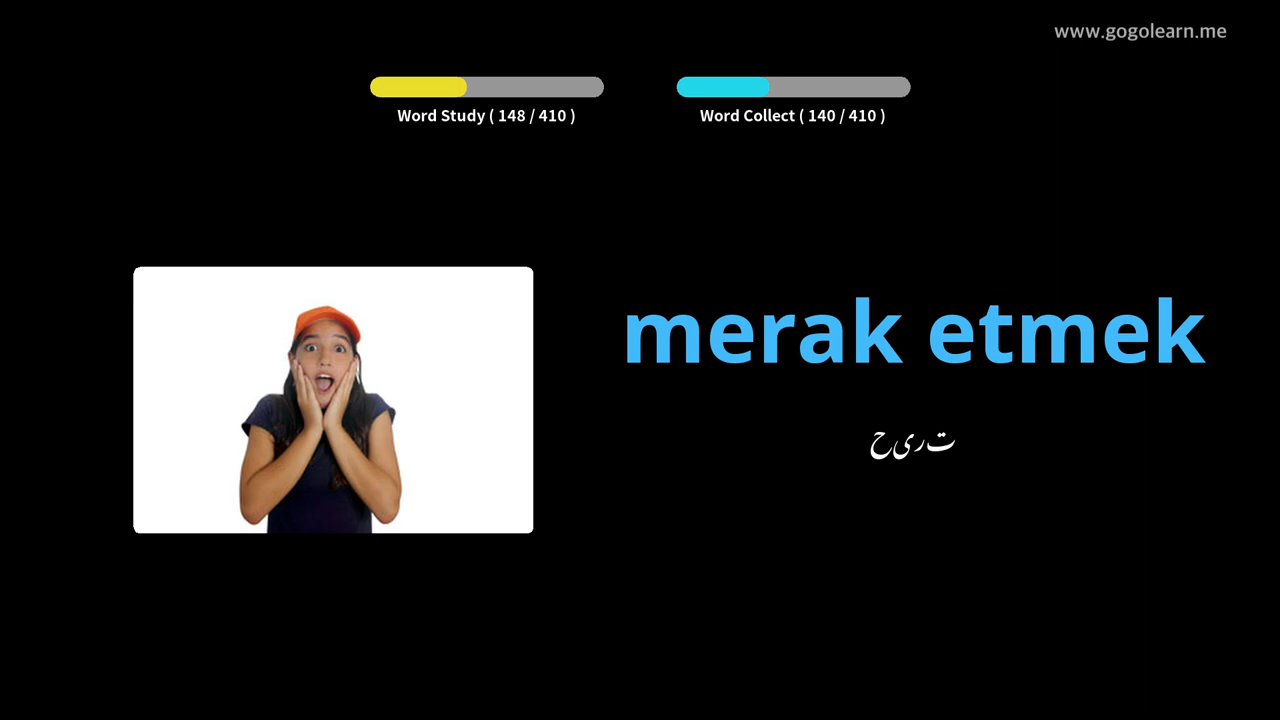 www.gogolearn.me
Word Study ( 148 / 410 )
Word Collect ( 140 / 410 )
merak etmek
حیرت